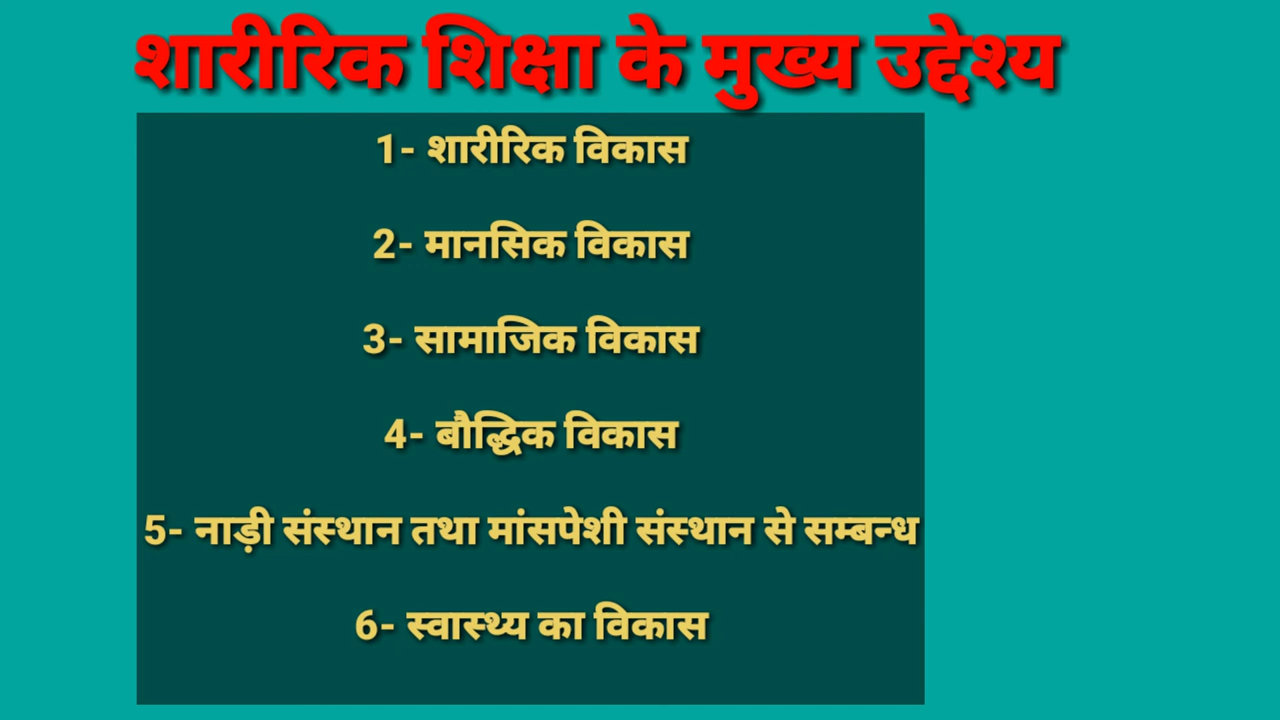 शारीरिक शिक्षा के मुख्य उद्देश्य
1- शारीरिक विकास
2- मानसिक विकास
3- सामाजिक विकास
4- बौद्धिक विकास
5- नाड़ी संस्थान तथा मांसपेशी संस्थान से सम्बन्ध
6- स्वास्थ्य का विकास